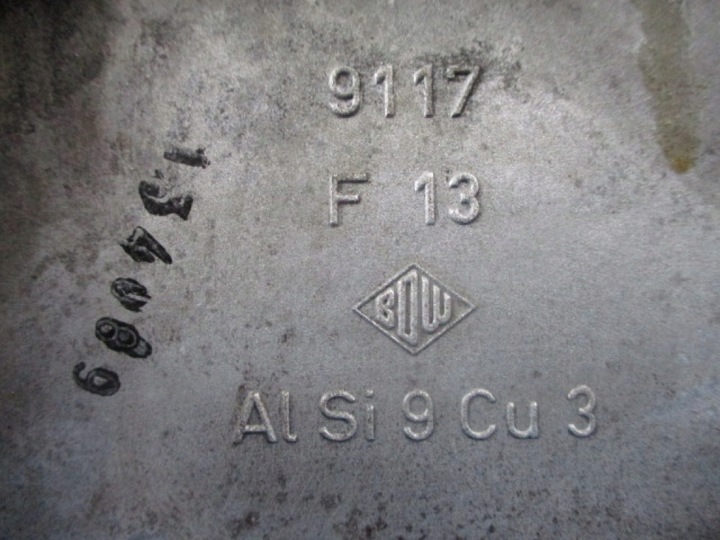 9117
F 13
BDW
Al Si 9 Cu 3